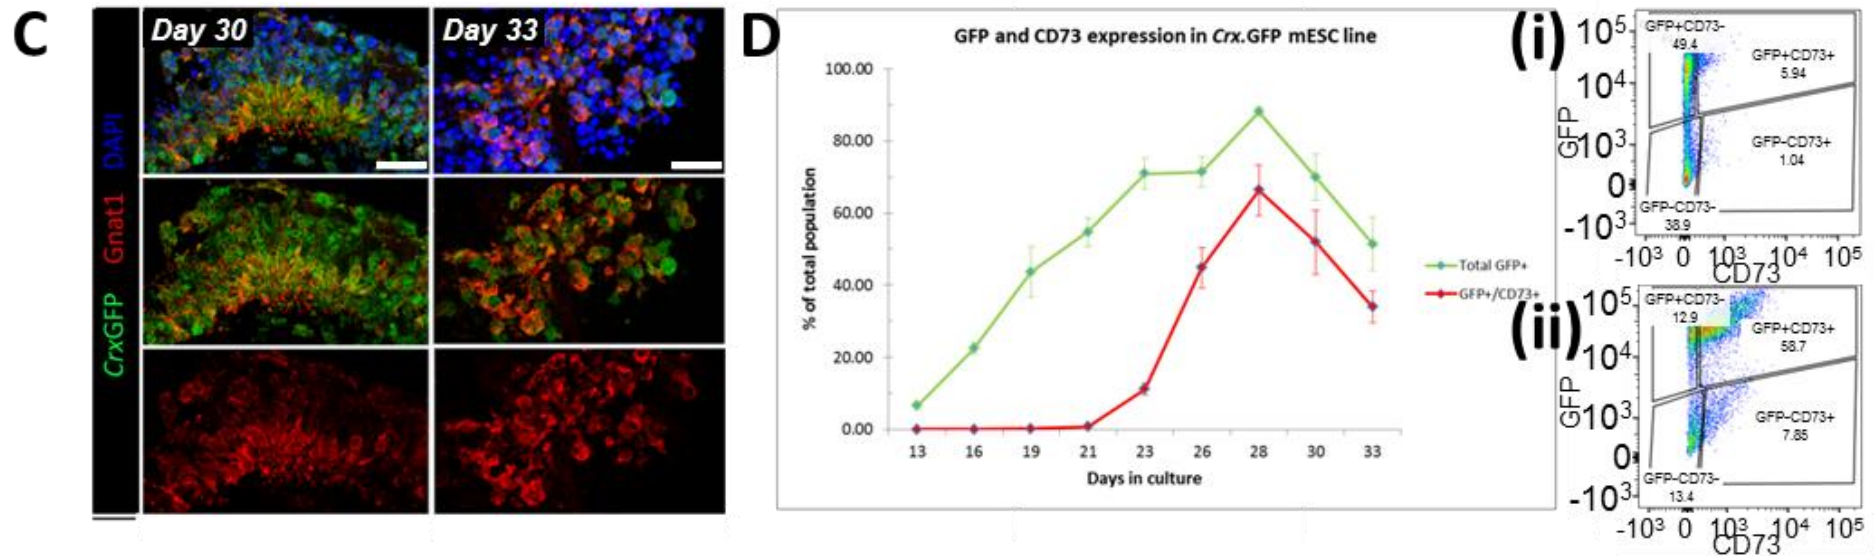 C
CrxGFP Gnat1 DAPI
Day 30
Day 33
D
GFP and CD73 expression in Crx.GFP mESC line
% of total population
100.00
80.00
60.00
40.00
20.00
0.00
13 16 19 21 23 26 28 30 33
Days in culture
Total GFP+
GFP+/CD73+
(i)
GFP
10⁵
10⁴
10³
0
-10³
GFP+CD73-
49.4
GFP+CD73+
5.94
GFP-CD73+
1.04
GFP-CD73-
38.9
-10³ 0 10³ 10⁴ 10⁵
CD73
(ii)
GFP
10⁵
10⁴
10³
0
-10³
GFP+CD73-
12.9
GFP+CD73+
58.7
GFP-CD73+
7.85
GFP-CD73-
13.4
-10³ 0 10³ 10⁴ 10⁵
CD73